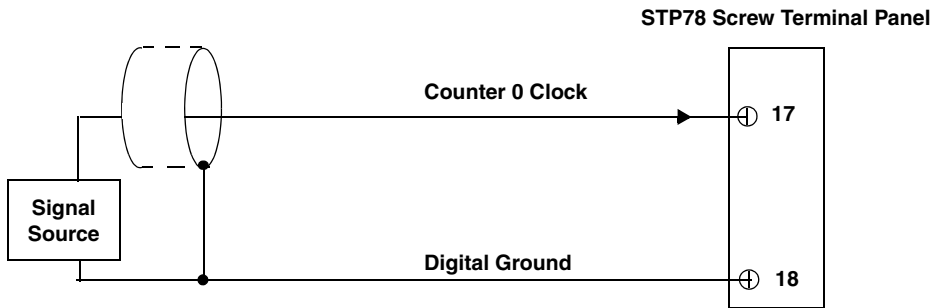 STP78 Screw Terminal Panel
Counter 0 Clock
17
Signal
Source
Digital Ground
18